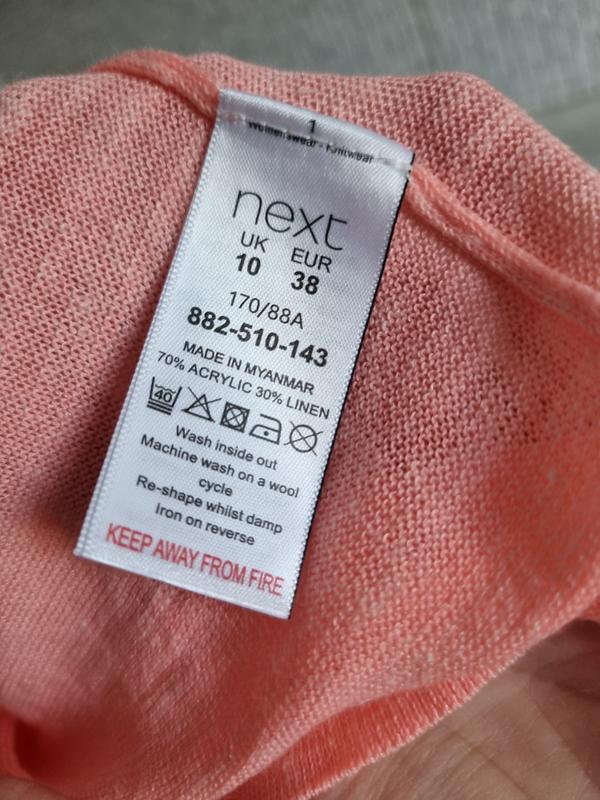 1
Womenswear - Knitwear
next
UK EUR
10 38
170/88A
882-510-143
MADE IN MYANMAR
70% ACRYLIC 30% LINEN
40
Wash inside out
Machine wash on a wool
cycle
Re-shape whilst damp
Iron on reverse
KEEP AWAY FROM FIRE